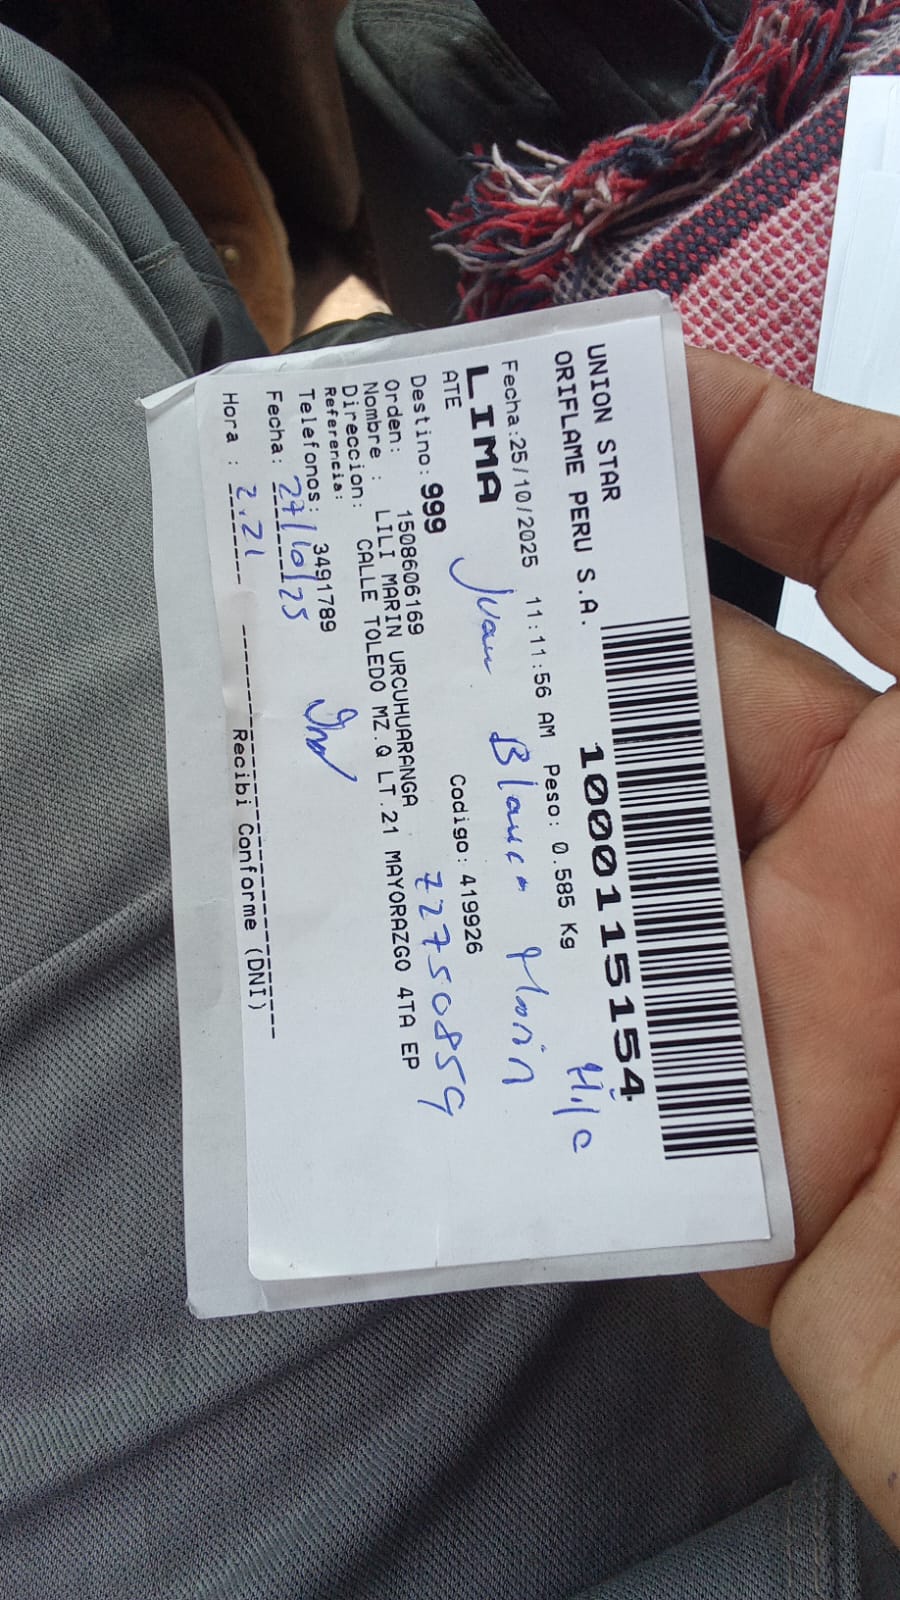 UNION STAR
ORIFLAME PERU S.A.
10001115154
Hijo
Fecha:25/10/2025 11:11:56 AM Peso: 0.585 Kg
LIMA
Juan Blanco Marin
ATE
Codigo: 419926
Destino: 999
72750859
Orden: 1508606169
Nombre : LILI MARIN URCUHUARANGA
Direccion: CALLE TOLEDO MZ.Q LT.21 MAYORAZGO 4TA EP
Referencia:
Telefonos: 3491789
Fecha: 27/10/25
Hora : 2.21
Recibi Conforme (DNI)